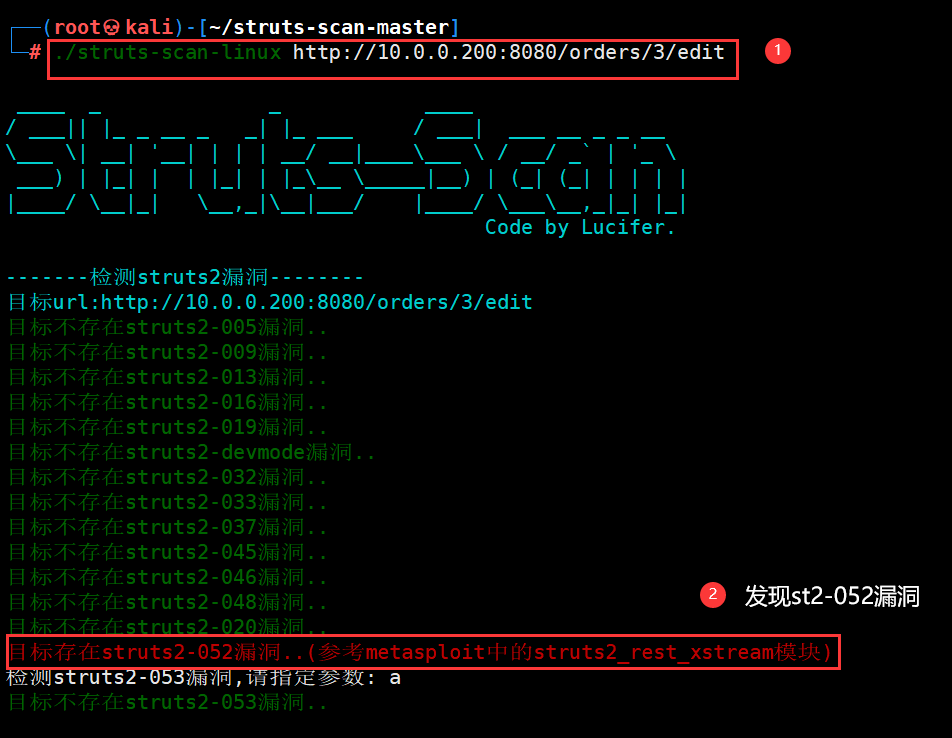 (root㉿kali)-[~/struts-scan-master]
# ./struts-scan-linux http://10.0.0.200:8080/orders/3/edit
1
Struts-Scan
Code by Lucifer.
-------检测struts2漏洞--------
目标url:http://10.0.0.200:8080/orders/3/edit
目标不存在struts2-005漏洞..
目标不存在struts2-009漏洞..
目标不存在struts2-013漏洞..
目标不存在struts2-016漏洞..
目标不存在struts2-019漏洞..
目标不存在struts2-devmode漏洞..
目标不存在struts2-032漏洞..
目标不存在struts2-033漏洞..
目标不存在struts2-037漏洞..
目标不存在struts2-045漏洞..
目标不存在struts2-046漏洞..
目标不存在struts2-048漏洞..
目标不存在struts2-020漏洞..
2 发现st2-052漏洞
目标存在struts2-052漏洞..(参考metasploit中的struts2_rest_xstream模块)
检测struts2-053漏洞,请指定参数: a
目标不存在struts2-053漏洞..